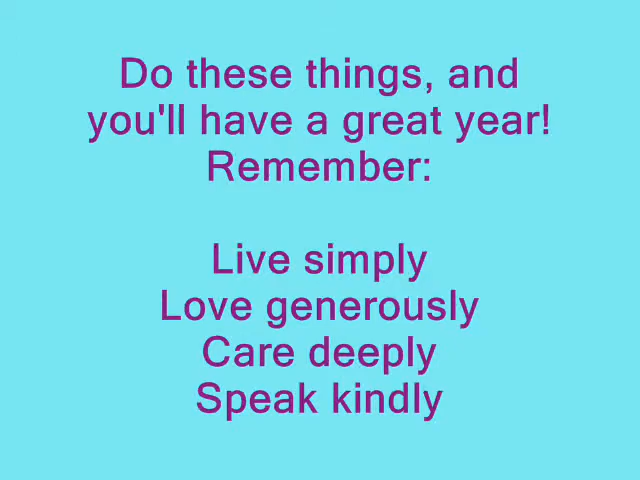 Do these things, and
you'll have a great year!
Remember:
Live simply
Love generously
Care deeply
Speak kindly